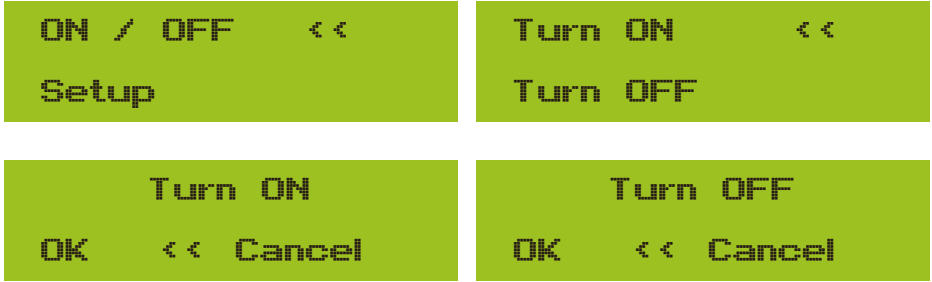 ON / OFF <<
Setup
Turn ON <<
Turn OFF
Turn ON
OK << Cancel
Turn OFF
OK << Cancel